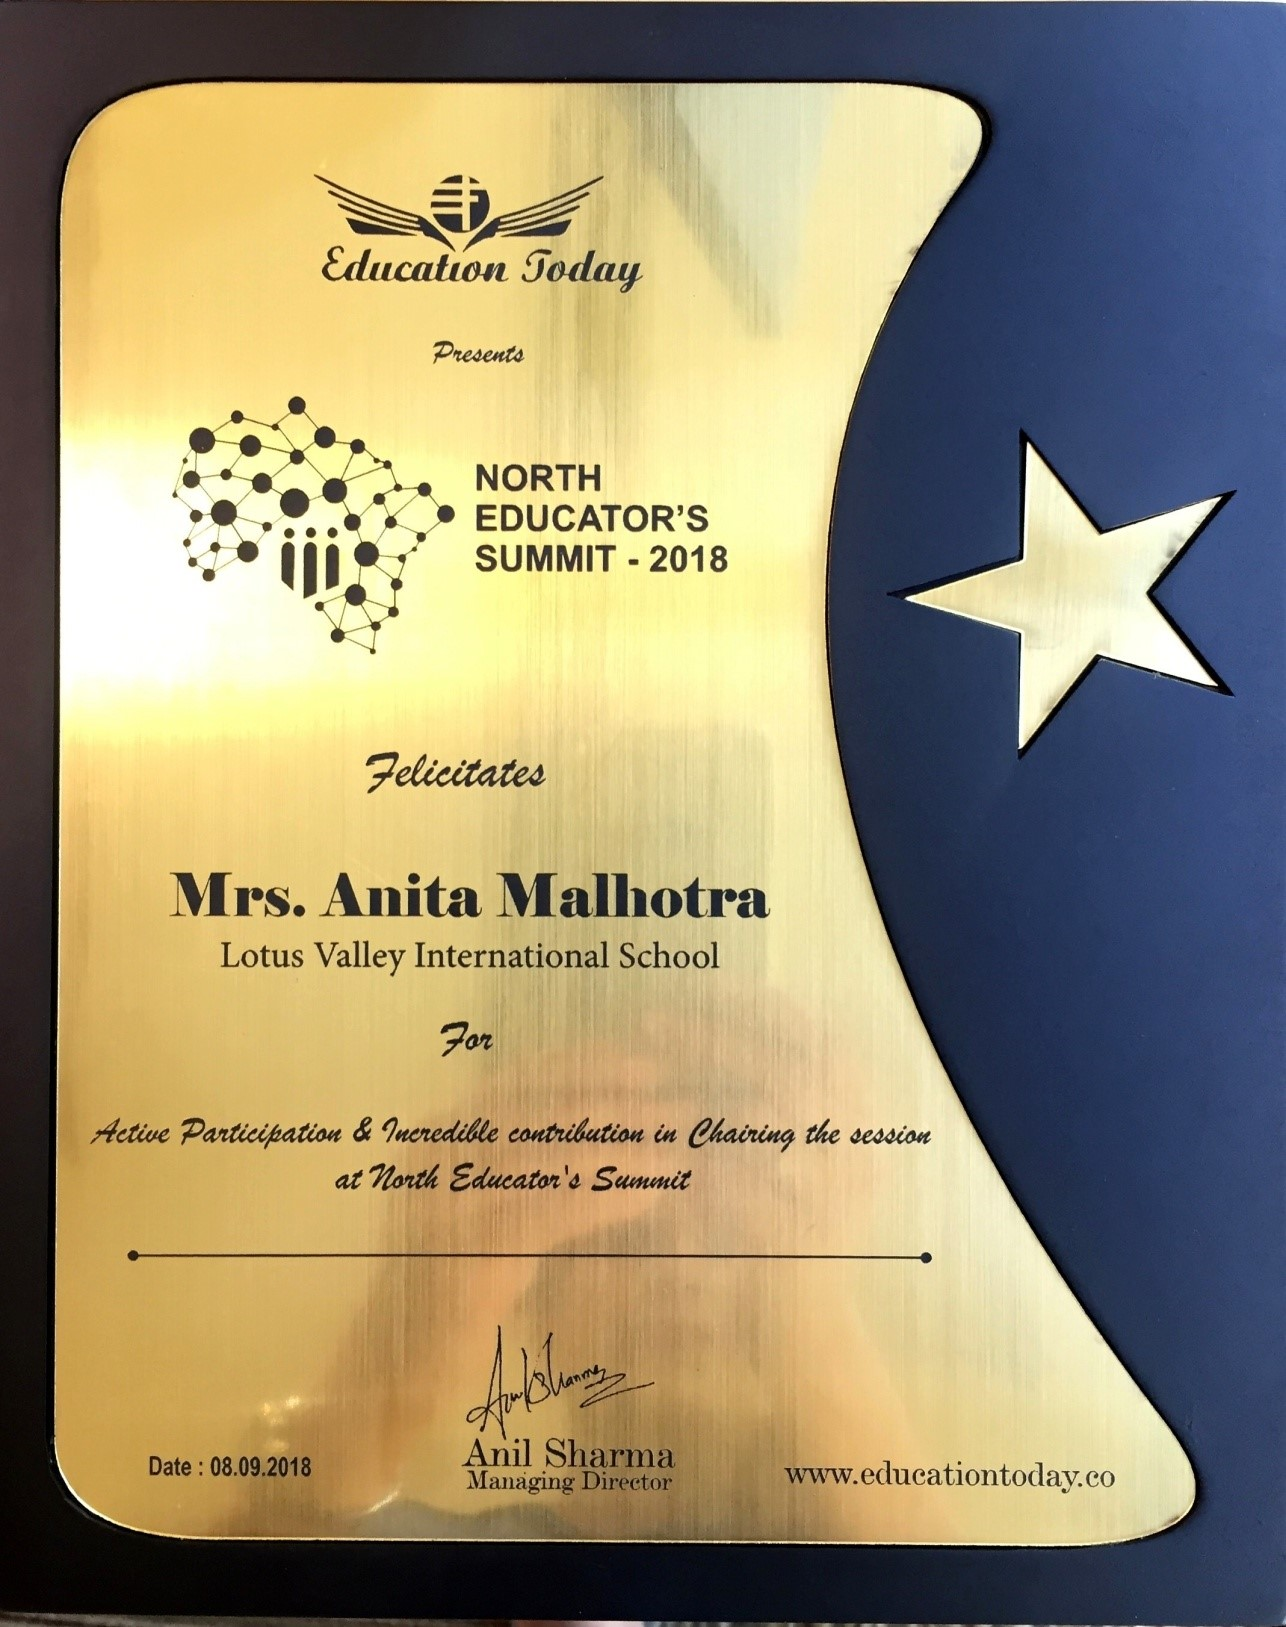 Education Today
Presents
NORTH
EDUCATOR'S
SUMMIT - 2018
Felicitates
Mrs. Anita Malhotra
Lotus Valley International School
For
Active Participation & Incredible contribution in Chairing the session
at North Educator's Summit
Anil Sharma
Managing Director
Date : 08.09.2018
www.educationtoday.co